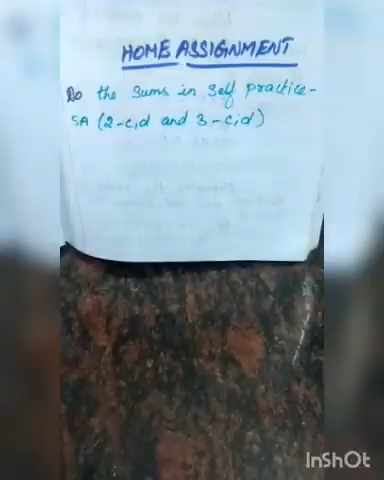 HOME ASSIGNMENT
Do the sums in self practice-
5A (2-c,d and 3-c,d)
InShOt